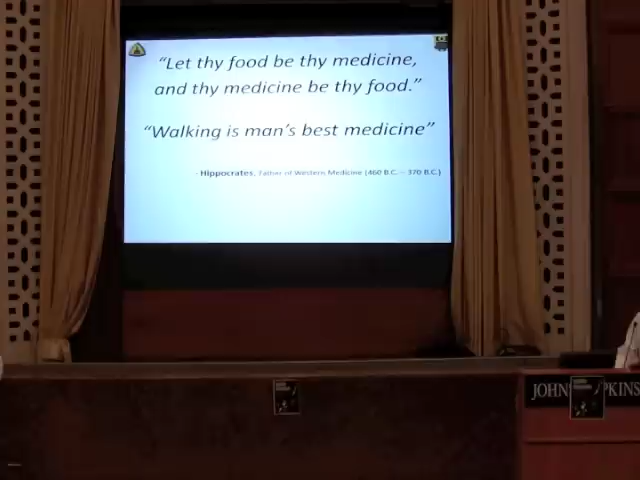 “Let thy food be thy medicine,
and thy medicine be thy food.”
“Walking is man’s best medicine”
- Hippocrates, Father of Western Medicine (460 B.C. – 370 B.C.)
JOHN PKINS